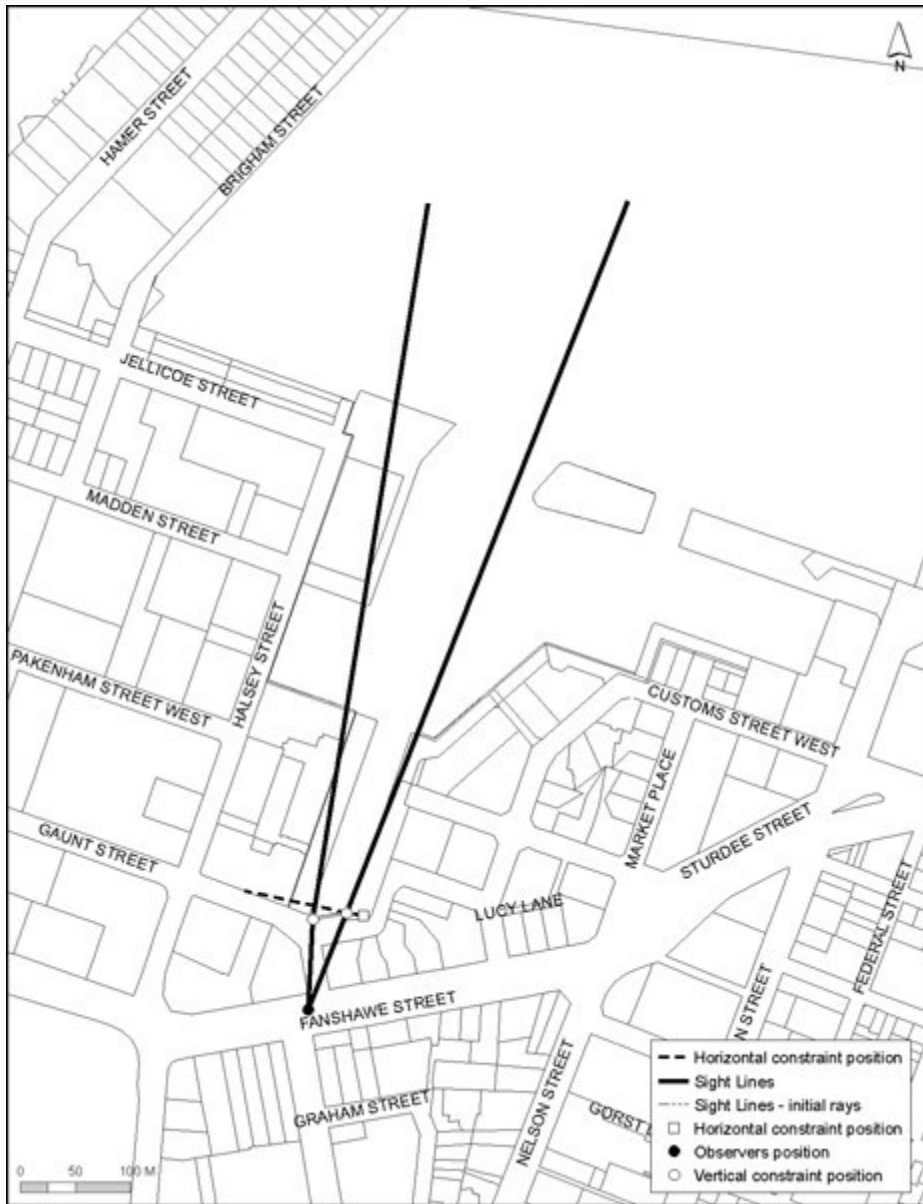 N
HAMER STREET
BRIGHAM STREET
JELLICOE STREET
MADDEN STREET
HALSEY STREET
PAKENHAM STREET WEST
CUSTOMS STREET WEST
MARKET PLACE
STURDEE STREET
GAUNT STREET
LUCY LANE
FEDERAL STREET
FANSHAWE STREET
N STREET
NELSON STREET
GRAHAM STREET
GORST
Horizontal constraint position
Sight Lines
Sight Lines - initial rays
Horizontal constraint position
Observers position
Vertical constraint position
0 50 100 M